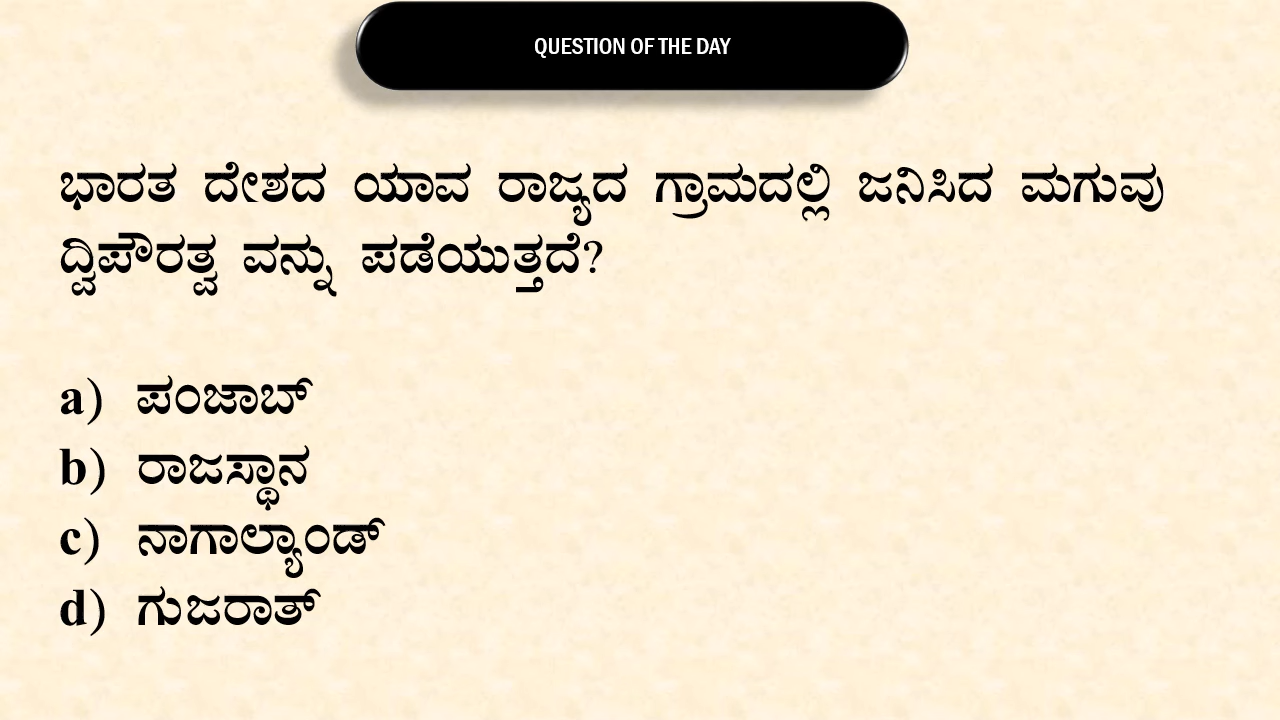 QUESTION OF THE DAY
ಭಾರತ ದೇಶದ ಯಾವ ರಾಜ್ಯದ ಗ್ರಾಮದಲ್ಲಿ ಜನಿಸಿದ ಮಗುವು
ದ್ವಿಪೌರತ್ವ ವನ್ನು ಪಡೆಯುತ್ತದೆ?
a) ಪಂಜಾಬ್
b) ರಾಜಸ್ಥಾನ
c) ನಾಗಾಲ್ಯಾಂಡ್
d) ಗುಜರಾತ್